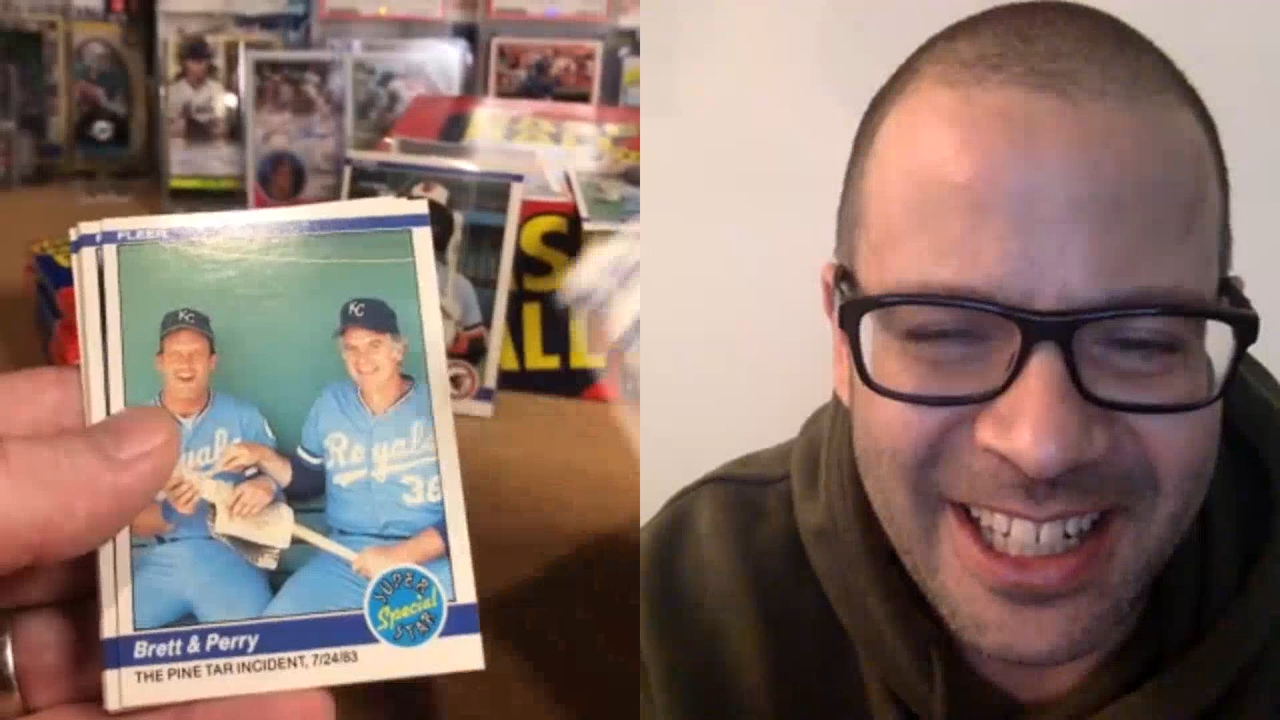 FLEER
KC
KC
Royals
Royals
38
SUPER
Special
STAR
Brett & Perry
THE PINE TAR INCIDENT, 7/24/83